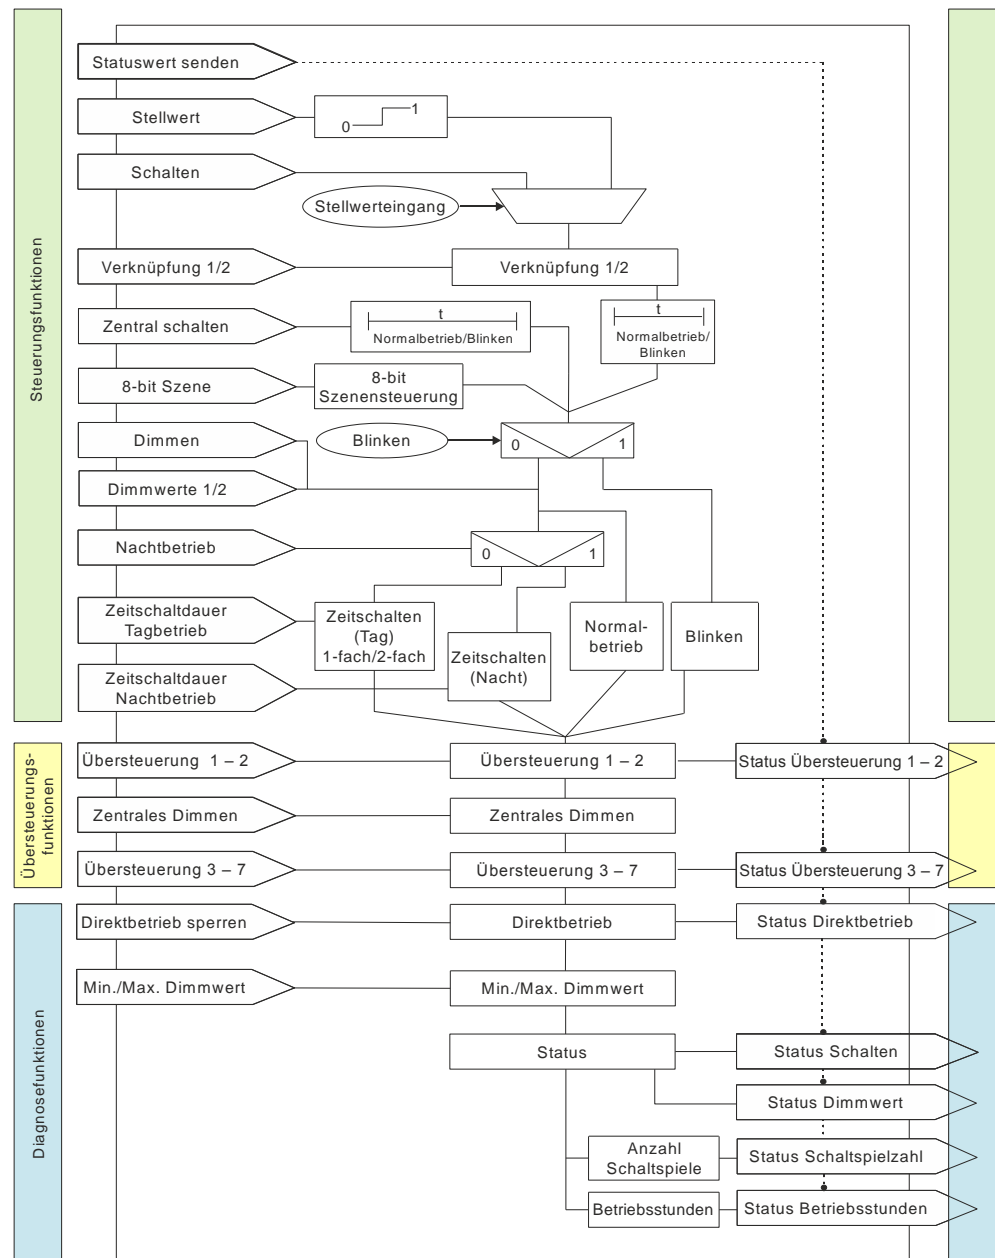 Steuerungsfunktionen
Statuswert senden
Stellwert
0
1
Schalten
Stellwerteingang
Verknüpfung 1/2
Verknüpfung 1/2
Zentral schalten
t
Normalbetrieb/Blinken
t
Normalbetrieb/
Blinken
8-bit Szene
8-bit
Szenensteuerung
Dimmen
Blinken
0
1
Dimmwerte 1/2
Nachtbetrieb
0
1
Zeitschaltdauer
Tagbetrieb
Zeitschalten
(Tag)
1-fach/2-fach
Zeitschalten
(Nacht)
Normal-
betrieb
Blinken
Zeitschaltdauer
Nachtbetrieb
Übersteuerungs-
funktionen
Übersteuerung 1 – 2
Übersteuerung 1 – 2
Status Übersteuerung 1 – 2
Zentrales Dimmen
Zentrales Dimmen
Übersteuerung 3 – 7
Übersteuerung 3 – 7
Status Übersteuerung 3 – 7
Diagnosefunktionen
Direktbetrieb sperren
Direktbetrieb
Status Direktbetrieb
Min./Max. Dimmwert
Min./Max. Dimmwert
Status
Status Schalten
Status Dimmwert
Anzahl
Schaltspiele
Status Schaltspielzahl
Betriebsstunden
Status Betriebsstunden